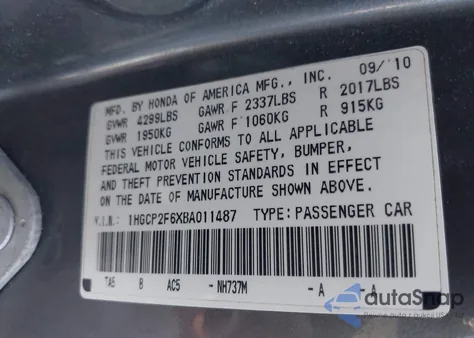 MFD. BY HONDA OF AMERICA MFG., INC. 09/10
GVWR 4299LBS GAWR F 2337LBS R 2017LBS
GVWR 1950KG GAWR F 1060KG R 915KG
THIS VEHICLE CONFORMS TO ALL APPLICABLE
FEDERAL MOTOR VEHICLE SAFETY, BUMPER,
AND THEFT PREVENTION STANDARDS IN EFFECT
ON THE DATE OF MANUFACTURE SHOWN ABOVE.
V.I.N.: 1HGCP2F6XBA011487 TYPE: PASSENGER CAR
TA5 B AC5 - NH737M - A - A
autoSnap